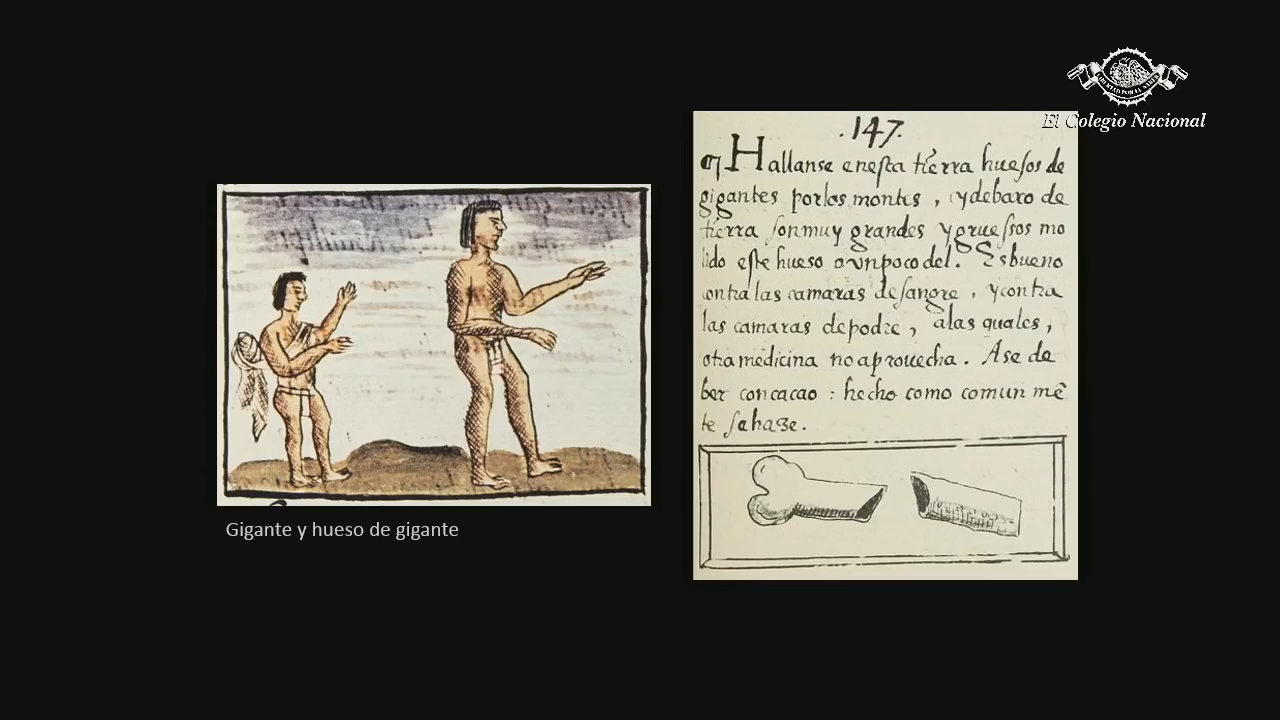 El Colegio Nacional
.147.
¶ Hallanse enesta tierra huesos de
gigantes porlos montes , ydebaxo de
tierra sonmuy grandes ygruessos mo
lido este hueso o vnpoco del. Esbueno
contra las camaras desangre , ycontra
las camaras depodre , alas quales ,
otra medicina noaprouecha . Ase de
ber concacao : hecho como comun mē
te sehaze .
Gigante y hueso de gigante